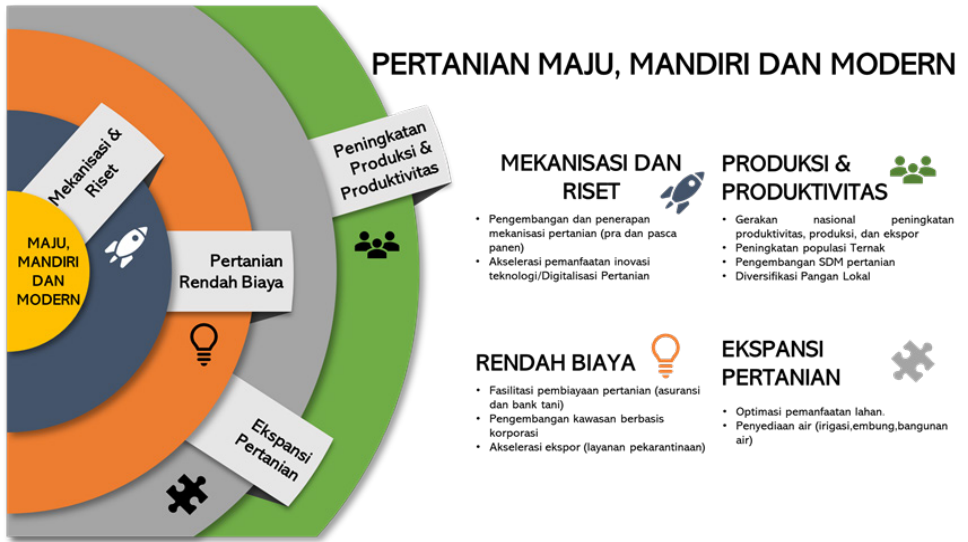 PERTANIAN MAJU, MANDIRI DAN MODERN
Mekanisasi &
Riset
Peningkatan
Produksi &
Produktivitas
MAJU,
MANDIRI
DAN
MODERN
Pertanian
Rendah Biaya
Ekspansi
Pertanian
MEKANISASI DAN
RISET
• Pengembangan dan penerapan
mekanisasi pertanian (pra dan pasca
panen)
• Akselerasi pemanfaatan inovasi
teknologi/Digitalisasi Pertanian
PRODUKSI &
PRODUKTIVITAS
• Gerakan nasional peningkatan
produktivitas, produksi, dan ekspor
• Peningkatan populasi Ternak
• Pengembangan SDM pertanian
• Diversifikasi Pangan Lokal
RENDAH BIAYA
• Fasilitasi pembiayaan pertanian (asuransi
dan bank tani)
• Pengembangan kawasan berbasis
korporasi
• Akselerasi ekspor (layanan pekarantinaan)
EKSPANSI
PERTANIAN
• Optimasi pemanfaatan lahan.
• Penyediaan air (irigasi,embung,bangunan
air)